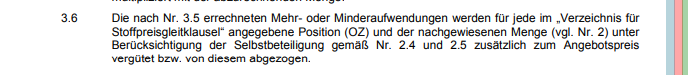 3.6 Die nach Nr. 3.5 errechneten Mehr- oder Minderaufwendungen werden für jede im „Verzeichnis für
Stoffpreisgleitklausel“ angegebene Position (OZ) und der nachgewiesenen Menge (vgl. Nr. 2) unter
Berücksichtigung der Selbstbeteiligung gemäß Nr. 2.4 und 2.5 zusätzlich zum Angebotspreis
vergütet bzw. von diesem abgezogen.